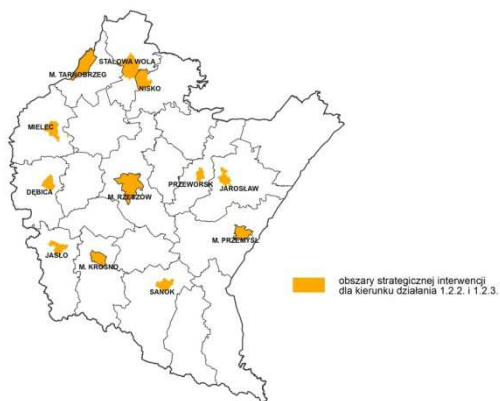 STALOWA WOLA
M. TARNOBRZEG
NISKO
MIELEC
DĘBICA
M. RZESZÓW
PRZEWORSK
JAROSŁAW
M. PRZEMYŚL
JASŁO
M. KROSNO
SANOK
obszary strategicznej interwencji
dla kierunku działania 1.2.2. i 1.2.3.